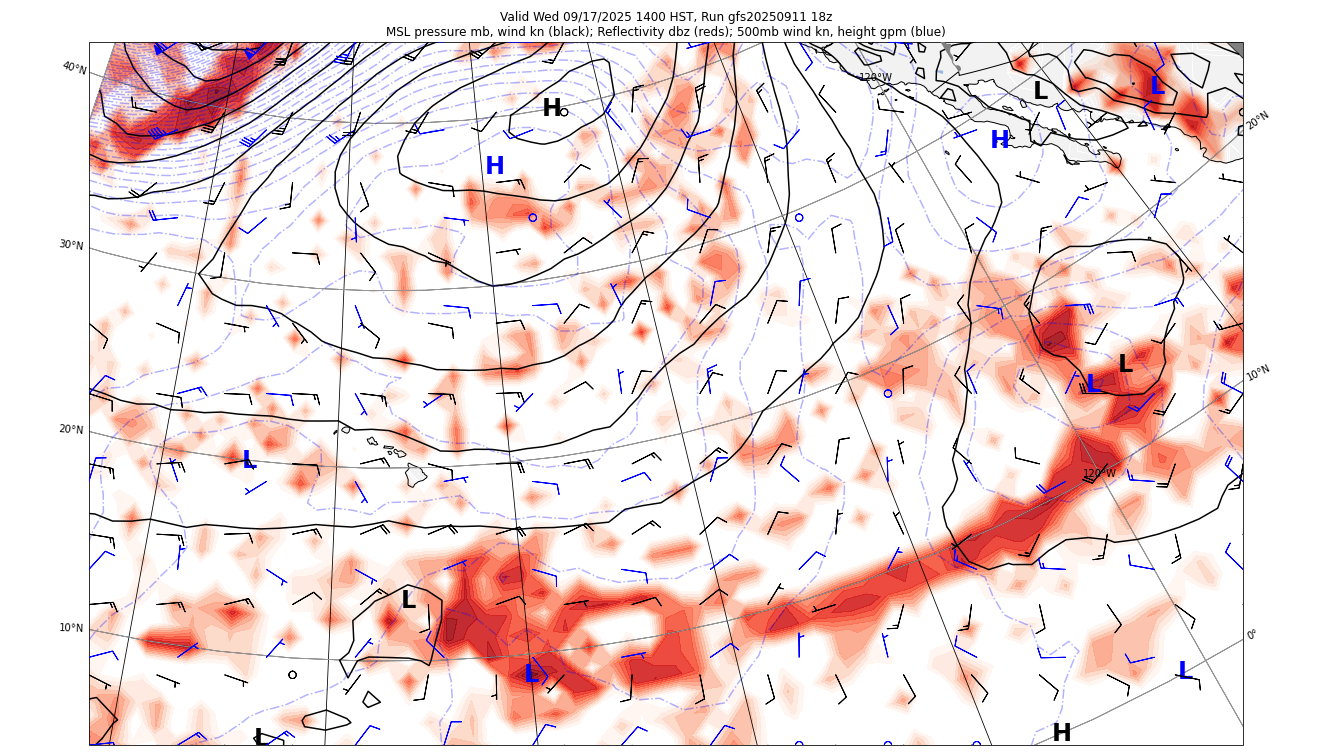 Valid Wed 09/17/2025 1400 HST, Run gfs20250911 18z
MSL pressure mb, wind kn (black); Reflectivity dbz (reds); 500mb wind kn, height gpm (blue)
40°N
120°W
L
L
20°N
H
H
H
30°N
L
L
10°N
20°N
L
120°W
L
10°N
0°
L
L
H
L